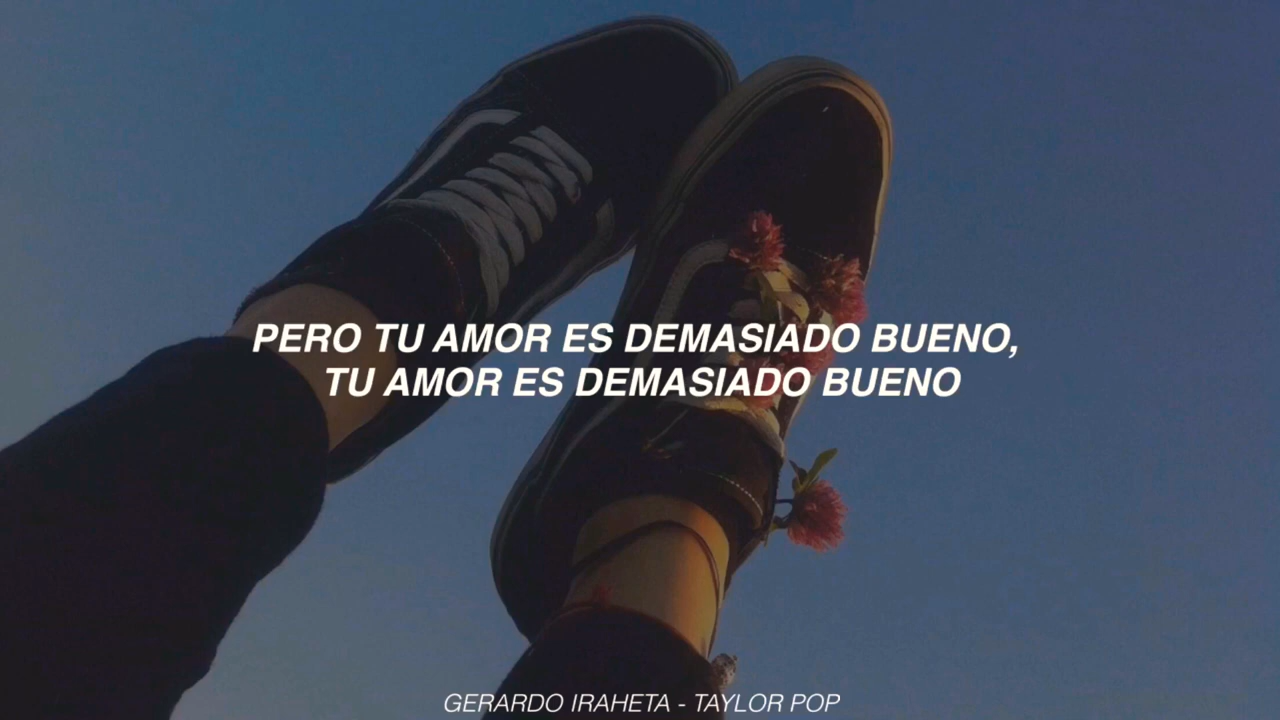 PERO TU AMOR ES DEMASIADO BUENO,
TU AMOR ES DEMASIADO BUENO
GERARDO IRAHETA - TAYLOR POP